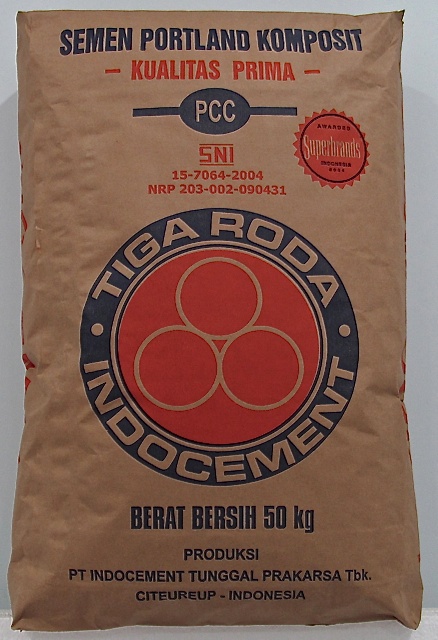 SEMEN PORTLAND KOMPOSIT
– KUALITAS PRIMA –
PCC
AWARDED
Superbrands
INDONESIA
SNI
15-7064-2004
NRP 203-002-090431
TIGA RODA
INDOCEMENT
BERAT BERSIH 50 kg
PRODUKSI
PT INDOCEMENT TUNGGAL PRAKARSA Tbk.
CITEUREUP - INDONESIA